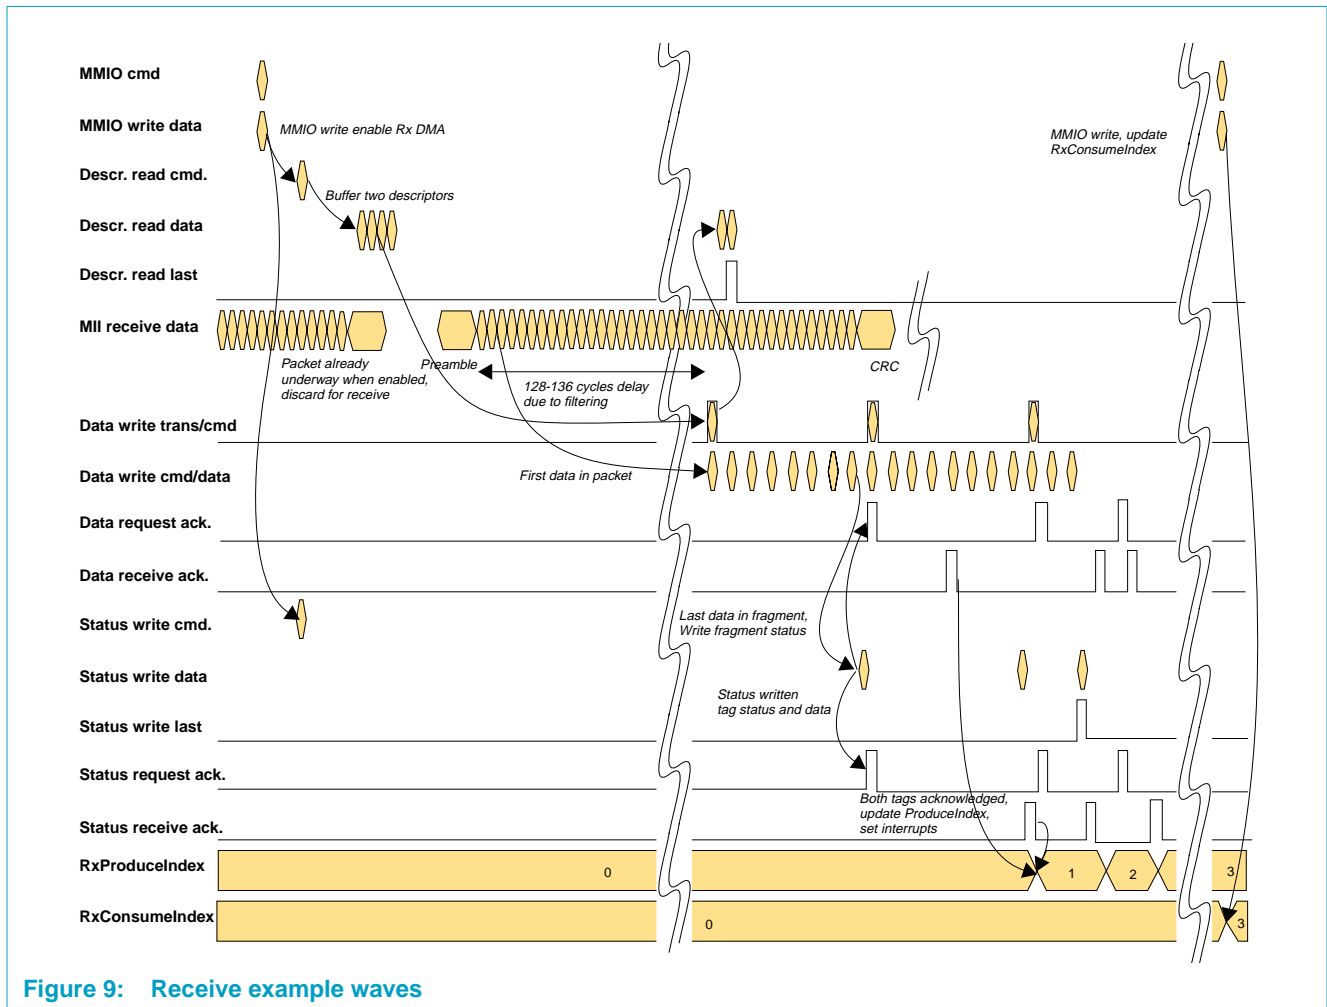 MMIO cmd
MMIO write data
MMIO write enable Rx DMA
MMIO write, update
RxConsumeIndex
Descr. read cmd.
Buffer two descriptors
Descr. read data
Descr. read last
MII receive data
Packet already
underway when enabled,
discard for receive
Preamble
128-136 cycles delay
due to filtering
CRC
Data write trans/cmd
Data write cmd/data
First data in packet
Data request ack.
Data receive ack.
Status write cmd.
Last data in fragment,
Write fragment status
Status write data
Status written
tag status and data
Status write last
Status request ack.
Both tags acknowledged,
update ProduceIndex,
set interrupts
Status receive ack.
RxProduceIndex
0
1
2
3
RxConsumeIndex
0
3
Figure 9: Receive example waves